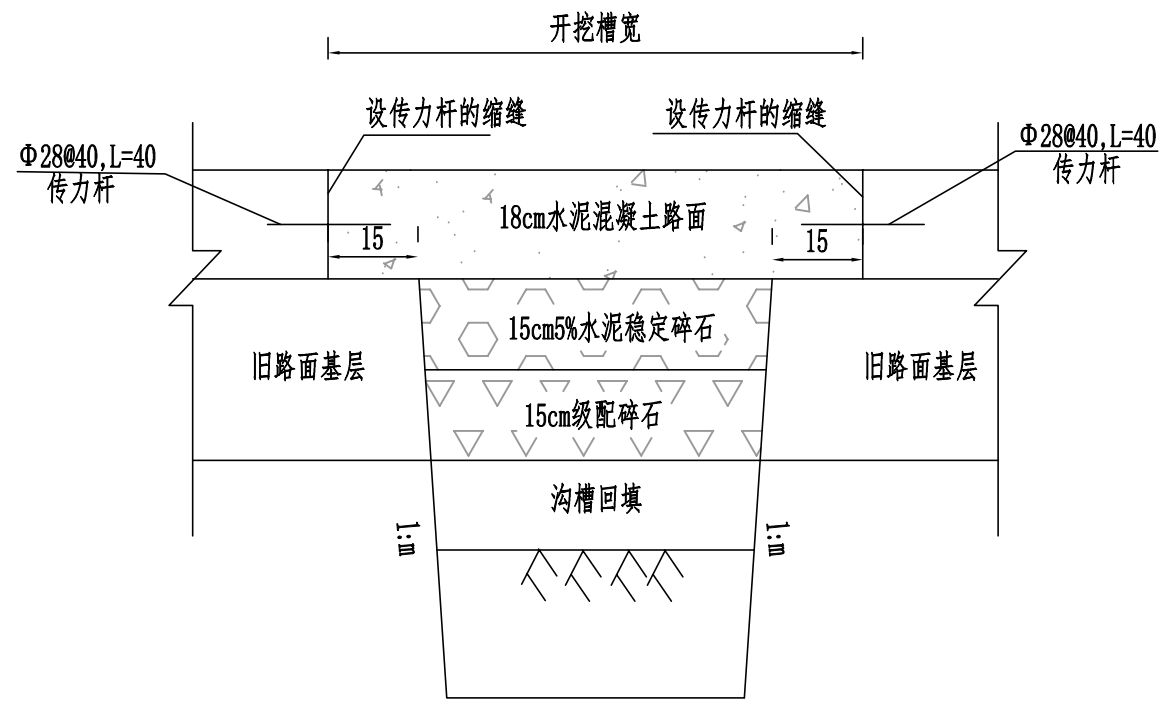 开挖槽宽
设传力杆的缩缝
设传力杆的缩缝
Φ28@40,L=40
传力杆
Φ28@40,L=40
传力杆
18cm水泥混凝土路面
15
15
15cm5%水泥稳定碎石
旧路面基层
旧路面基层
15cm级配碎石
沟槽回填
1:m
1:m